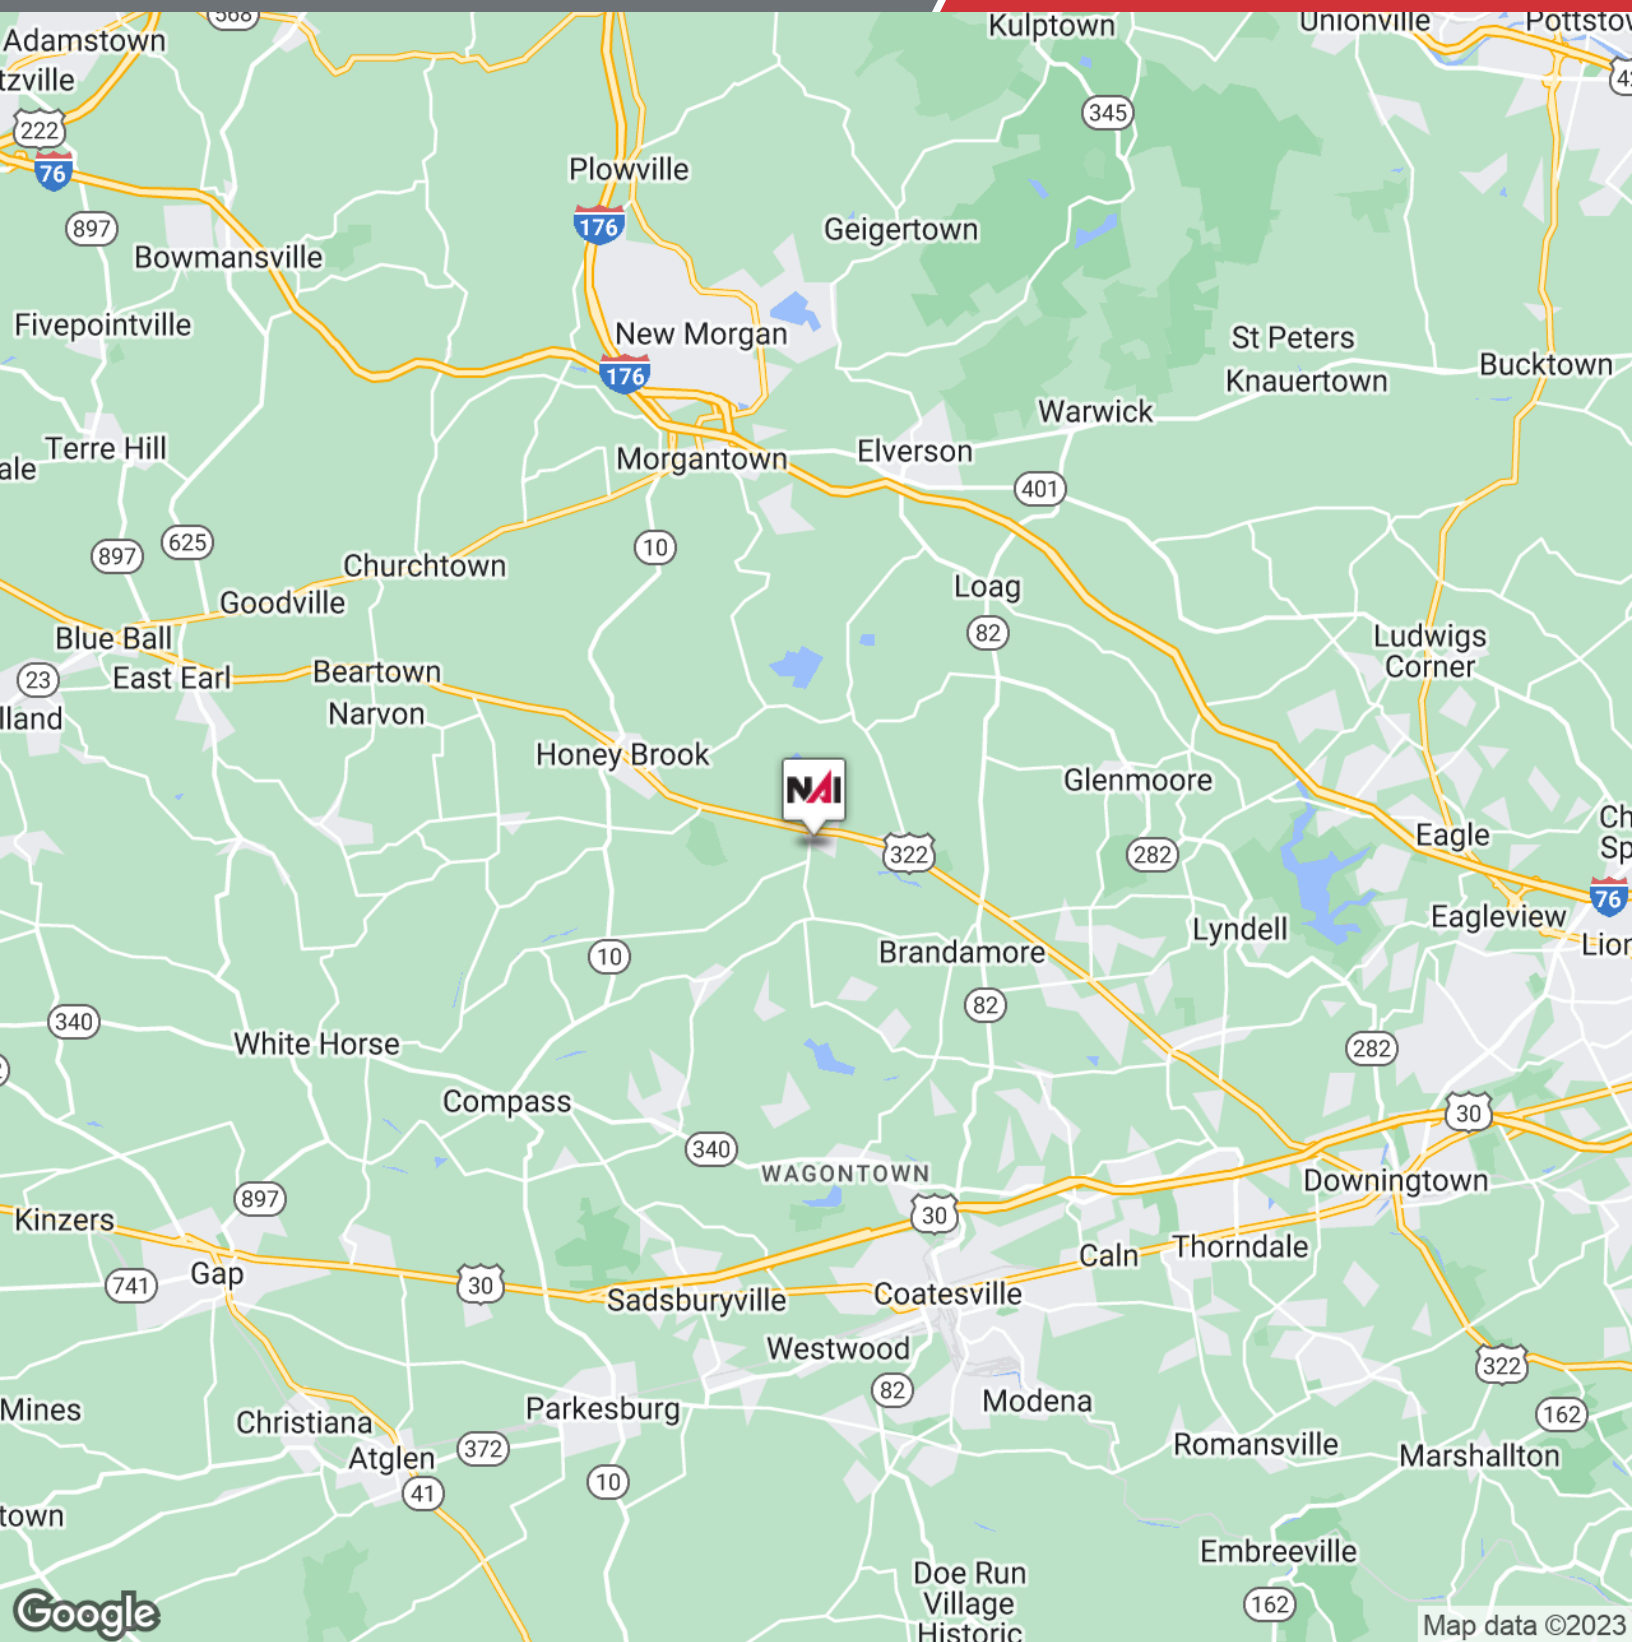 568
Kulptown
Unionville
Adamstown
222
76
345
Plowville
176
897
Geigertown
Bowmansville
Fivepointville
New Morgan
St Peters
176
Bucktown
Knauertown
Warwick
Terre Hill
Elverson
Morgantown
401
625
10
897
Churchtown
Loag
Goodville
82
Blue Ball
Ludwigs
Corner
23
East Earl
Beartown
Narvon
Honey Brook
Glenmoore
NAI
Eagle
322
282
76
Eagleview
Lyndell
Brandamore
10
82
340
White Horse
282
Compass
30
340
WAGONTOWN
Downingtown
897
30
Kinzers
Caln
Thorndale
Gap
741
30
Sadsburyville
Coatesville
Westwood
322
82
Modena
Mines
Parkesburg
162
Christiana
Romansville
372
Atglen
Marshallton
10
41
town
Embreeville
Doe Run
Village
Historic
162
Google
Map data ©2023